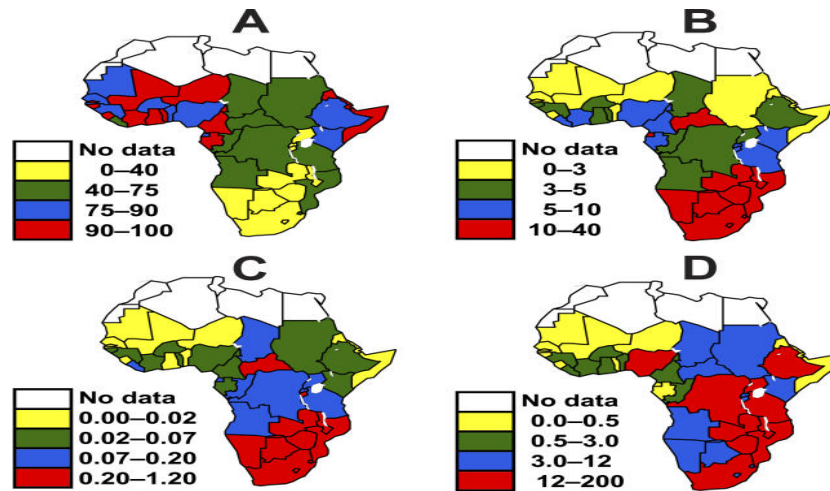 A
No data
0–40
40–75
75–90
90–100
B
No data
0–3
3–5
5–10
10–40
C
No data
0.00–0.02
0.02–0.07
0.07–0.20
0.20–1.20
D
No data
0.0–0.5
0.5–3.0
3.0–12
12–200